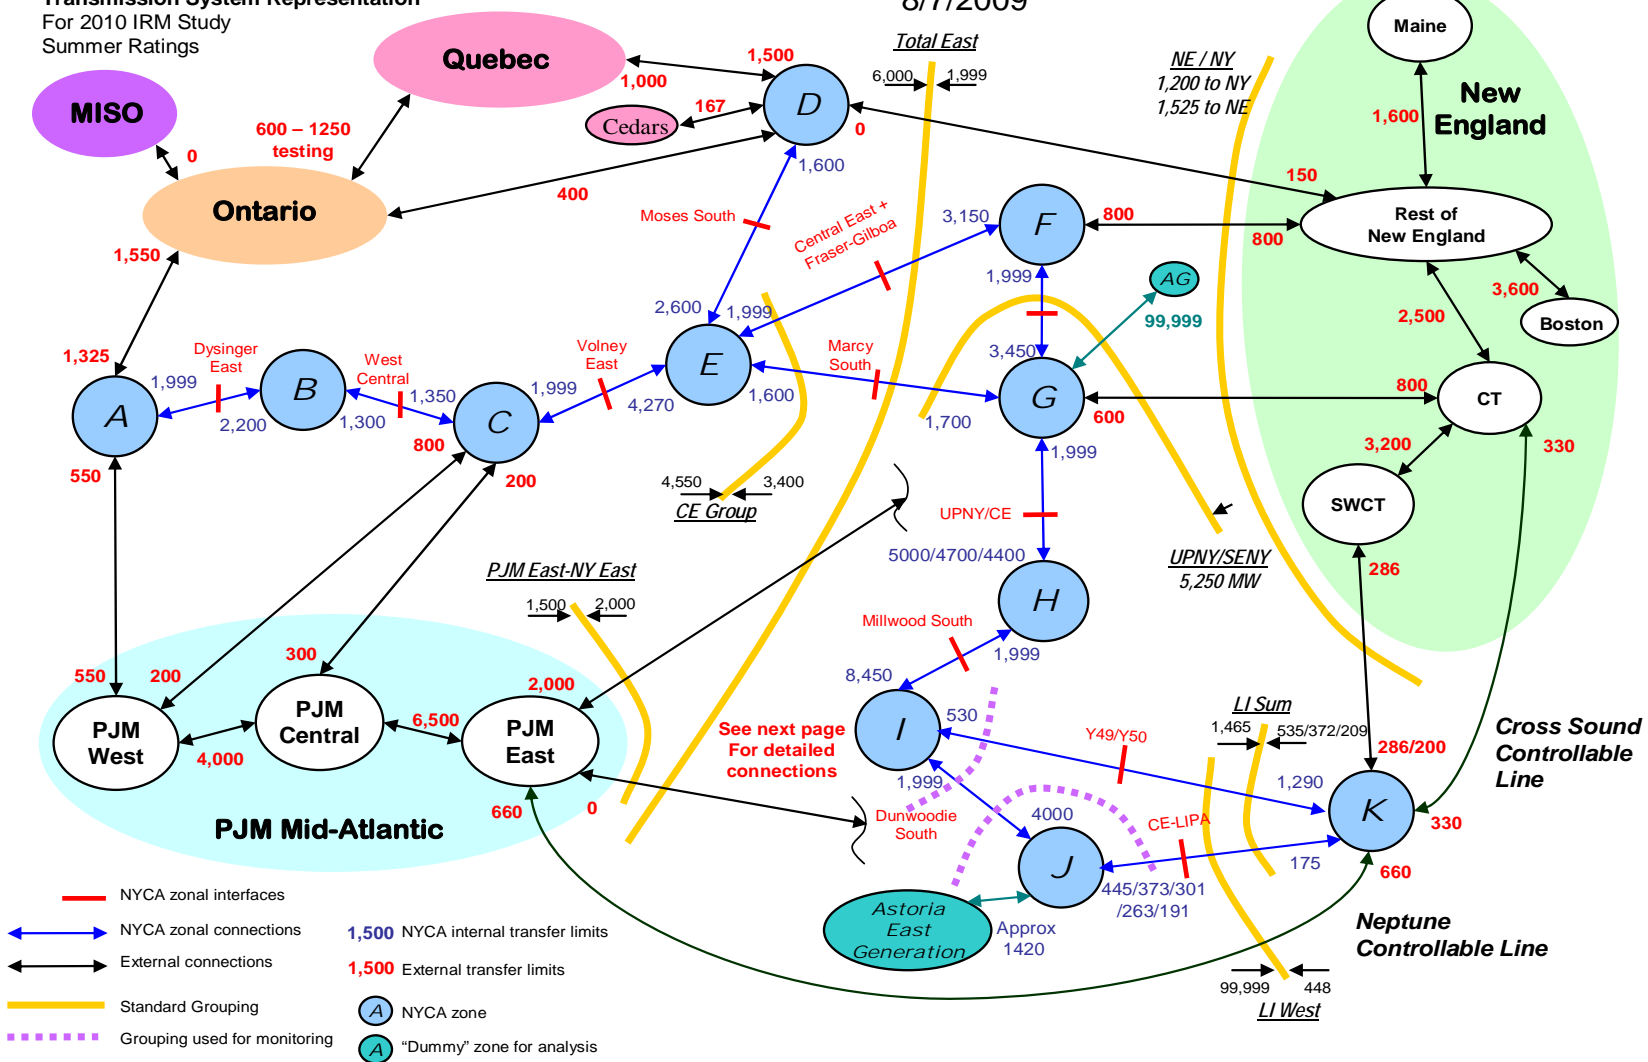 Transmission System Representation
For 2010 IRM Study
Summer Ratings
8/7/2009
Quebec
MISO
Ontario
Cedars
D
1,500
1,000
167
0
600 – 1250
testing
0
400
1,550
1,600
Total East
6,000
1,999
NE / NY
1,200 to NY
1,525 to NE
Maine
New
England
1,600
150
Rest of
New England
800
800
3,600
Boston
2,500
Moses South
Central East +
Fraser-Gilboa
3,150
F
1,999
AG
99,999
3,450
2,600
1,999
E
1,600
4,270
Volney
East
1,999
Marcy
South
1,700
G
600
800
CT
1,999
1,325
A
1,999
Dysinger
East
2,200
B
West
Central
1,350
1,300
C
800
200
550
4,550
3,400
CE Group
UPNY/CE
5000/4700/4400
UPNY/SENY
5,250 MW
3,200
330
SWCT
286
H
Millwood South
1,999
8,450
PJM East-NY East
1,500
2,000
550
200
300
2,000
PJM
West
PJM
Central
PJM
East
4,000
6,500
660
0
PJM Mid-Atlantic
See next page
For detailed
connections
I
530
1,999
Y49/Y50
LI Sum
1,465
535/372/209
286/200
1,290
K
330
660
175
Cross Sound
Controllable
Line
Dunwoodie
South
4000
J
CE-LIPA
445/373/301
/263/191
Astoria
East
Generation
Approx
1420
Neptune
Controllable Line
99,999
448
LI West
NYCA zonal interfaces
NYCA zonal connections
External connections
Standard Grouping
Grouping used for monitoring
1,500 NYCA internal transfer limits
1,500 External transfer limits
A NYCA zone
A "Dummy" zone for analysis